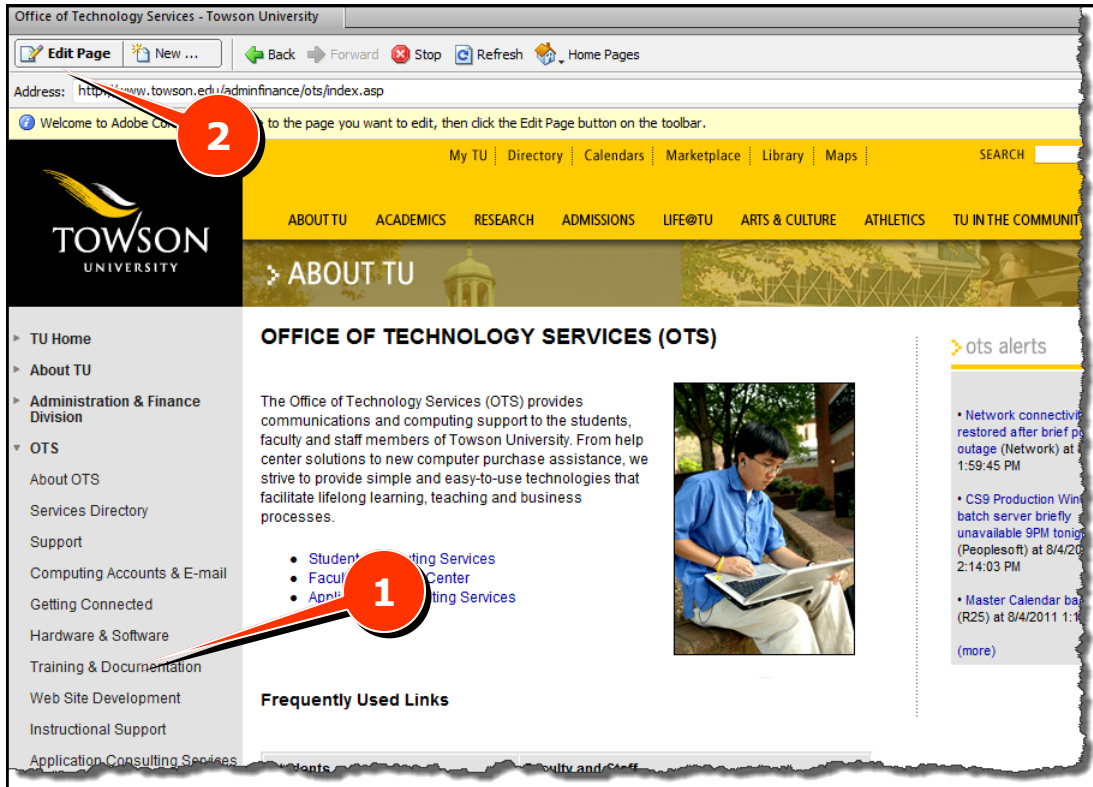 Office of Technology Services - Towson University
Edit Page New ... Back Forward Stop Refresh Home Pages
Address: http://www.towson.edu/adminfinance/ots/index.asp
Welcome to Adobe to the page you want to edit, then click the Edit Page button on the toolbar.
2
My TU Directory Calendars Marketplace Library Maps SEARCH
ABOUT TU ACADEMICS RESEARCH ADMISSIONS LIFE@TU ARTS & CULTURE ATHLETICS TU IN THE COMMUNIT
TOWSON
UNIVERSITY
> ABOUT TU
TU Home
About TU
Administration & Finance
Division
OTS
About OTS
Services Directory
Support
Computing Accounts & E-mail
Getting Connected
Hardware & Software
Training & Documentation
Web Site Development
Instructional Support
Application Consulting Services
OFFICE OF TECHNOLOGY SERVICES (OTS)
The Office of Technology Services (OTS) provides
communications and computing support to the students,
faculty and staff members of Towson University. From help
center solutions to new computer purchase assistance, we
strive to provide simple and easy-to-use technologies that
facilitate lifelong learning, teaching and business
processes.
• Student Services
• Center
• Services
1
Frequently Used Links
and Staff
> ots alerts
• Network
restored after brief
outage (Network) at
1:59:45 PM
• CS9 Production
batch server briefly
unavailable 9PM
(Peoplesoft) at
2:14:03 PM
• Master Calendar
(R25) at 8/4/2011
(more)